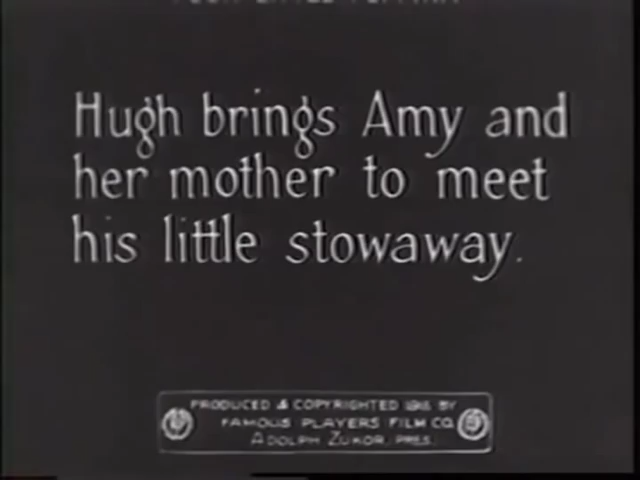 Hugh brings Amy and
her mother to meet
his little stowaway.
PRODUCED & COPYRIGHTED BY
FAMOUS PLAYERS FILM CO.
ADOLPH ZUKOR, PRES.